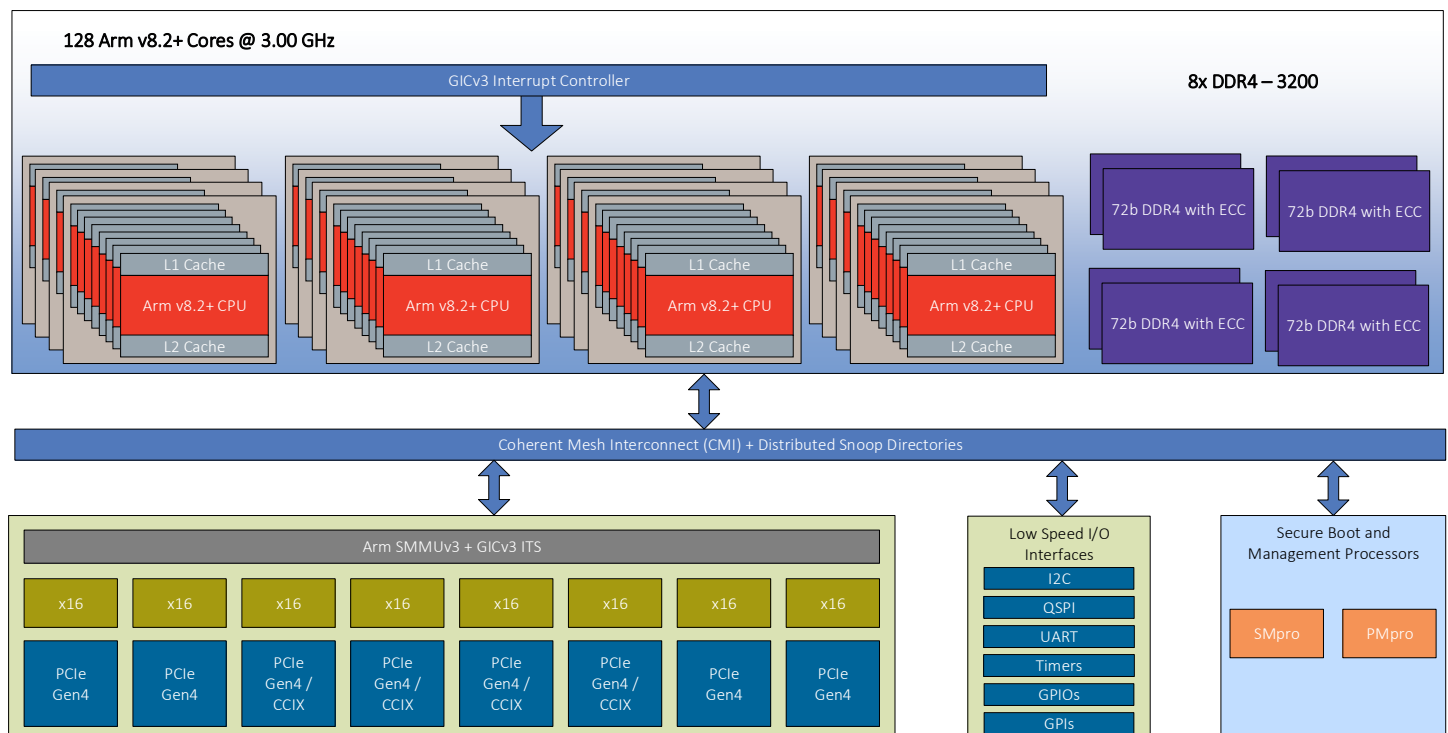 128 Arm v8.2+ Cores @ 3.00 GHz
GICv3 Interrupt Controller
8x DDR4 – 3200
L1 Cache
Arm v8.2+ CPU
L2 Cache
L1 Cache
Arm v8.2+ CPU
L2 Cache
L1 Cache
Arm v8.2+ CPU
L2 Cache
L1 Cache
Arm v8.2+ CPU
L2 Cache
72b DDR4 with ECC
72b DDR4 with ECC
72b DDR4 with ECC
72b DDR4 with ECC
Coherent Mesh Interconnect (CMI) + Distributed Snoop Directories
Arm SMMUv3 + GICv3 ITS
x16
x16
x16
x16
x16
x16
x16
x16
PCIe
Gen4
PCIe
Gen4
PCIe
Gen4 /
CCIX
PCIe
Gen4 /
CCIX
PCIe
Gen4 /
CCIX
PCIe
Gen4 /
CCIX
PCIe
Gen4
PCIe
Gen4
Low Speed I/O
Interfaces
I2C
QSPI
UART
Timers
GPIOs
GPIs
Secure Boot and
Management Processors
SMpro
PMpro